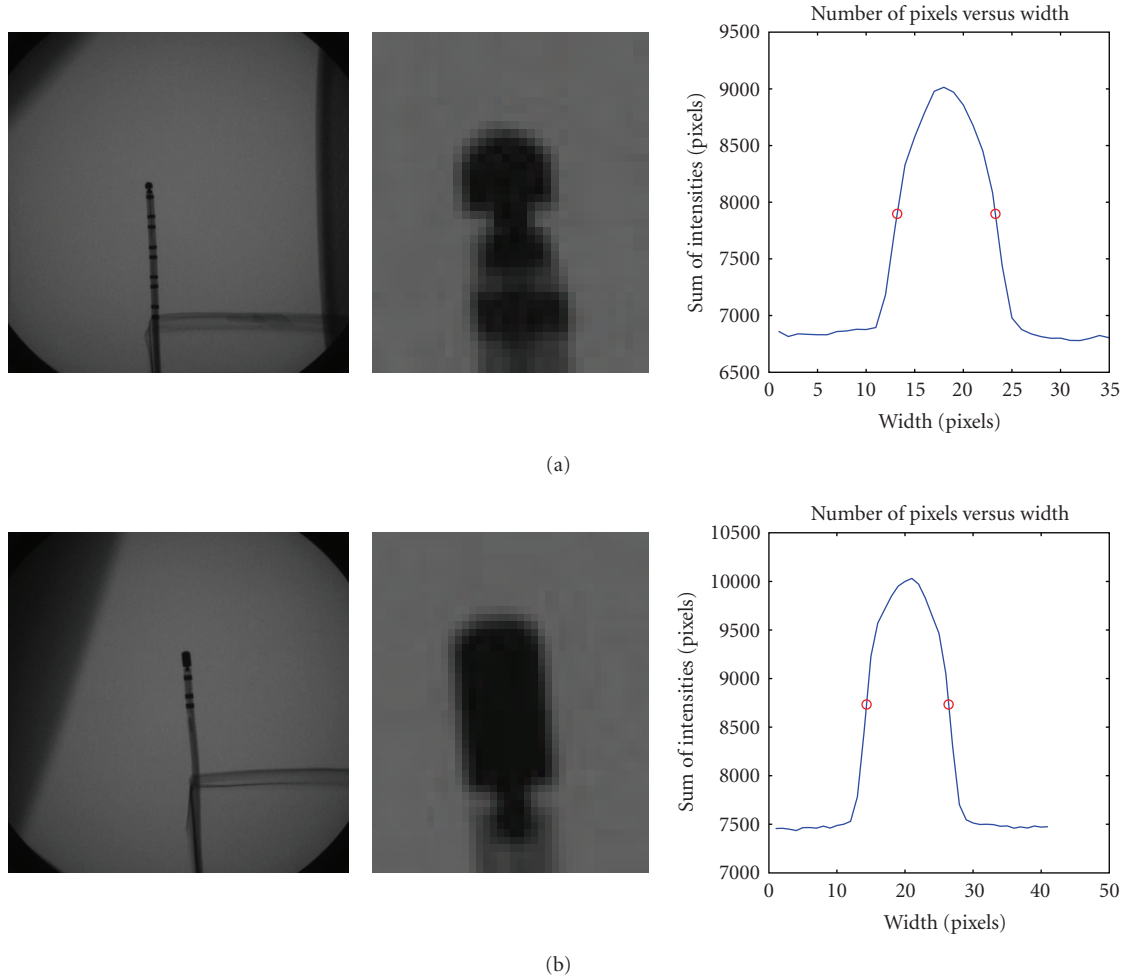 Number of pixels versus width
9500
9000
8500
8000
7500
7000
6500
Sum of intensities (pixels)
0 5 10 15 20 25 30 35
Width (pixels)
(a)
Number of pixels versus width
10500
10000
9500
9000
8500
8000
7500
7000
Sum of intensities (pixels)
0 10 20 30 40 50
Width (pixels)
(b)